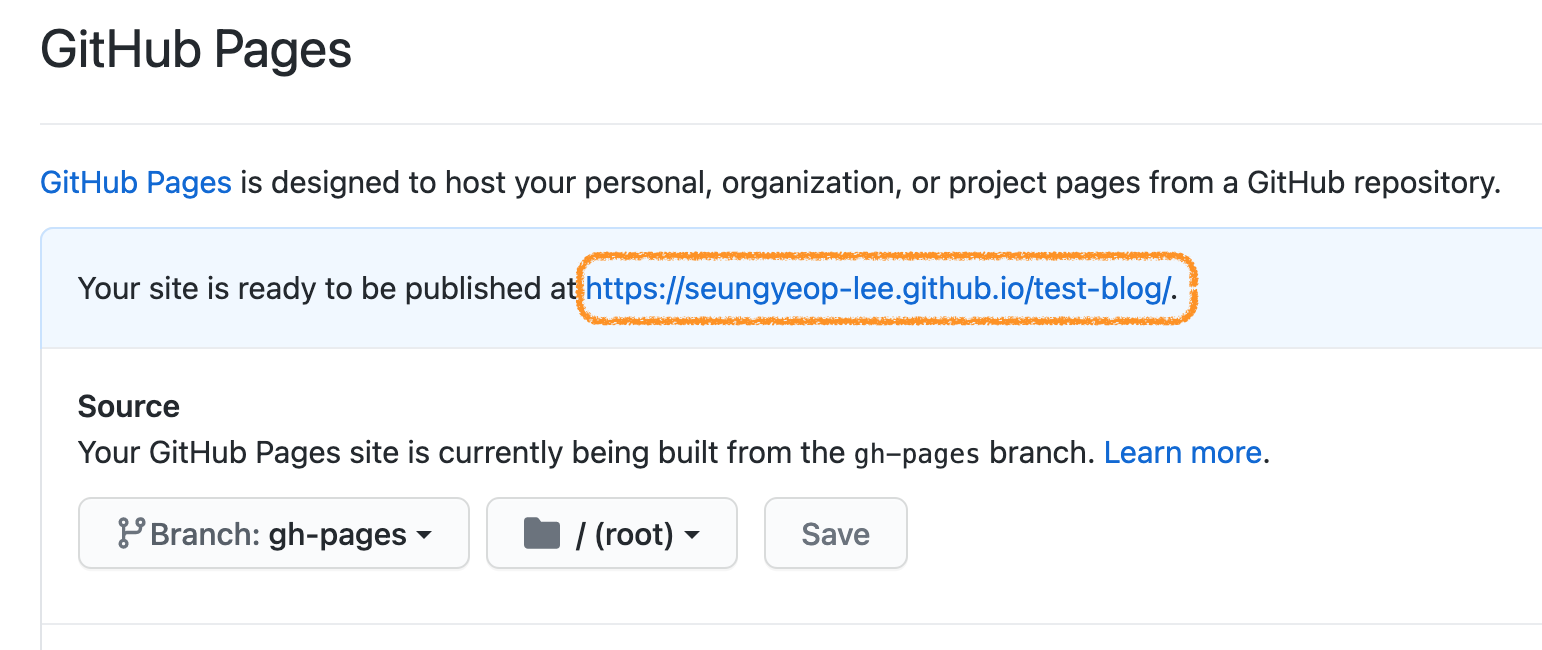 GitHub Pages
GitHub Pages is designed to host your personal, organization, or project pages from a GitHub repository.
Your site is ready to be published at https://seungyeop-lee.github.io/test-blog/.
Source
Your GitHub Pages site is currently being built from the gh-pages branch. Learn more.
Branch: gh-pages / (root) Save